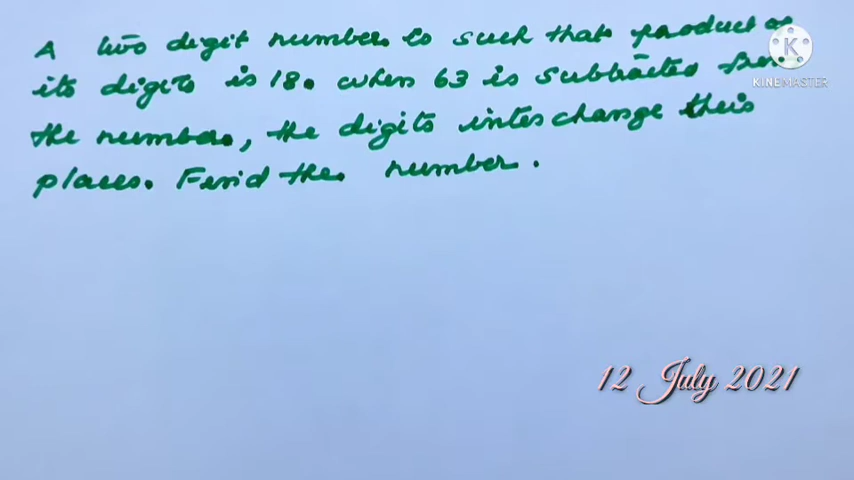 A two digit number is such that product of
its digits is 18. when 63 is subtracted from
the number, the digits interchange their
places. Find the number.
K
KINEMASTER
12 July 2021